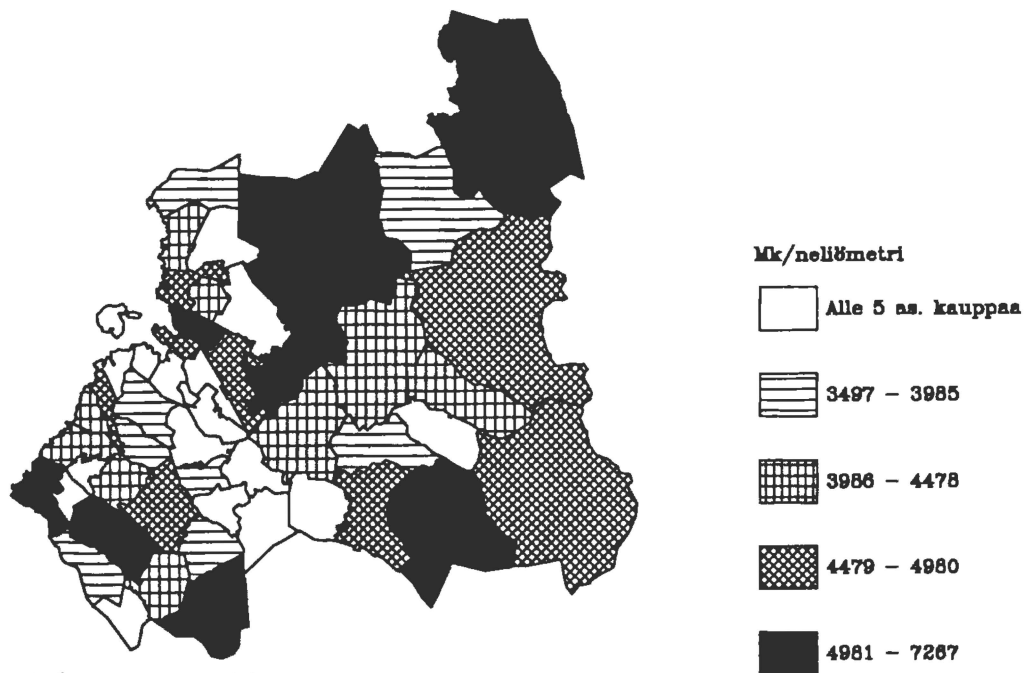 Mk/neliömetri
Alle 5 as. kauppaa
3497 - 3985
3986 - 4478
4479 - 4980
4981 - 7267